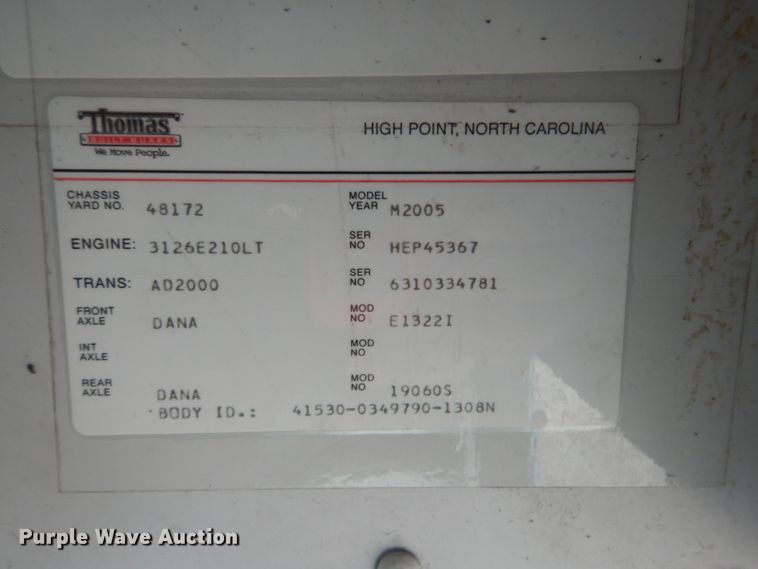 Thomas
BUILT BUSES
We Move People.
HIGH POINT, NORTH CAROLINA
CHASSIS YARD NO. 48172 MODEL YEAR M2005
ENGINE: 3126E210LT SER NO HEP45367
TRANS: AD2000 SER NO 6310334781
FRONT AXLE DANA MOD NO E1322I
INT AXLE MOD NO
REAR AXLE DANA MOD NO 19060S
BODY ID.: 41530-0349790-1308N
Purple Wave Auction